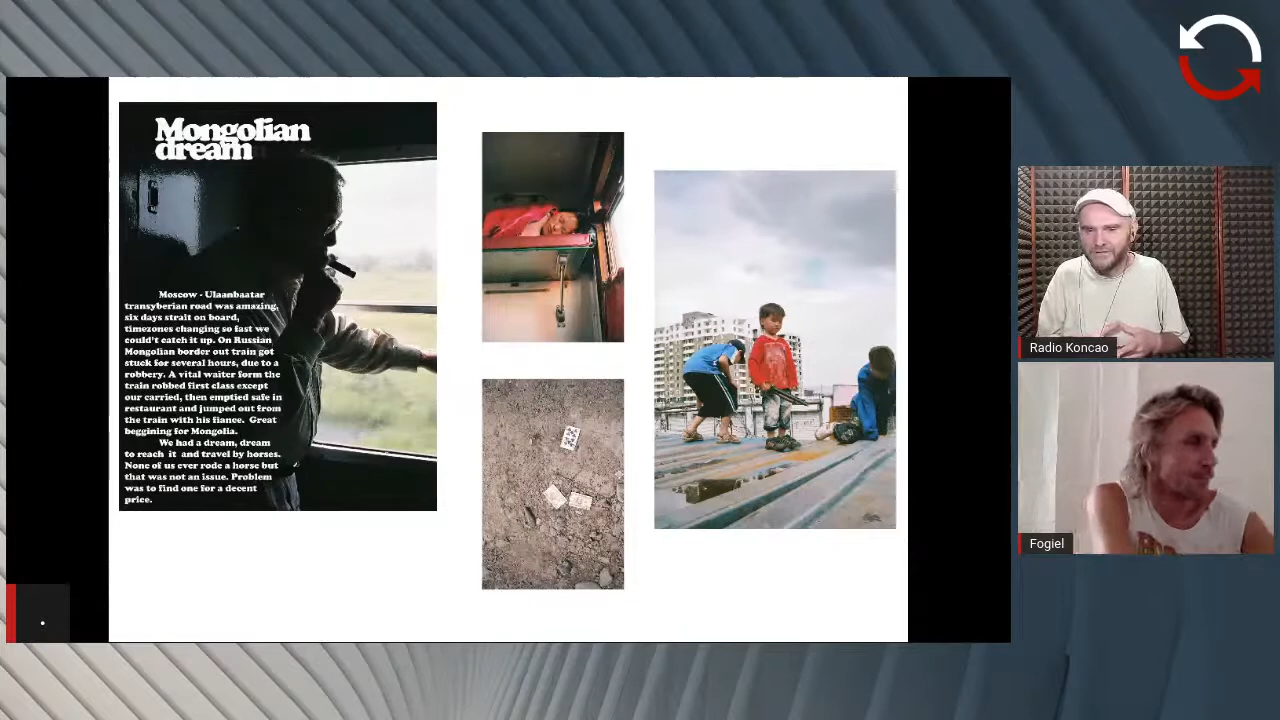 Mongolian
dream
Moscow - Ulaanbaatar
transyberian road was amazing,
six days strait on board,
timezones changing so fast we
could't catch it up. On Russian
Mongolian border out train got
stuck for several hours, due to a
robbery. A vital waiter form the
train robbed first class except
our carried, then emptied safe in
restaurant and jumped out from
the train with his fiance. Great
beggining for Mongolia.
We had a dream, dream
to reach it and travel by horses.
None of us ever rode a horse but
that was not an issue. Problem
was to find one for a decent
price.
Radio Koncao
Fogiel
.